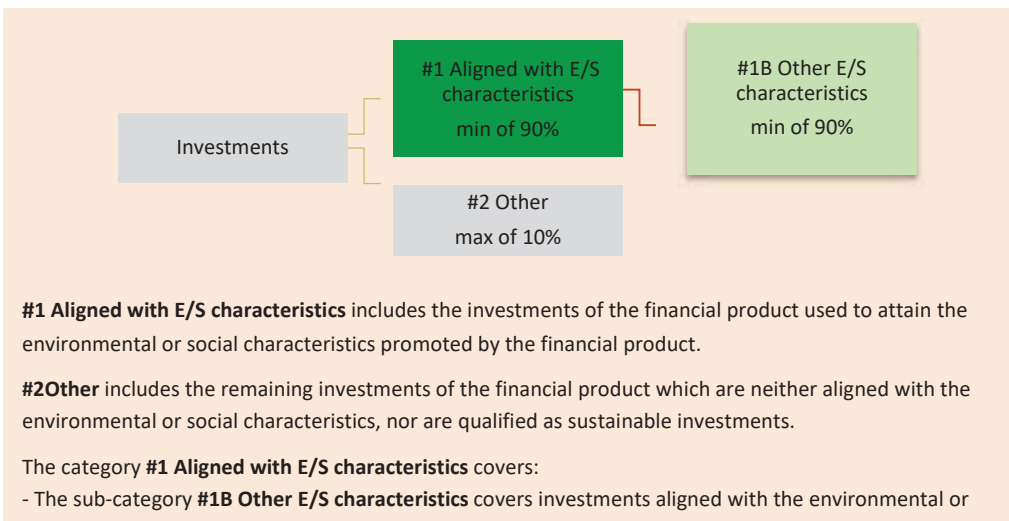 #1 Aligned with E/S
characteristics
min of 90%
#1B Other E/S
characteristics
min of 90%
Investments
#2 Other
max of 10%
#1 Aligned with E/S characteristics includes the investments of the financial product used to attain the
environmental or social characteristics promoted by the financial product.
#2Other includes the remaining investments of the financial product which are neither aligned with the
environmental or social characteristics, nor are qualified as sustainable investments.
The category #1 Aligned with E/S characteristics covers:
- The sub-category #1B Other E/S characteristics covers investments aligned with the environmental or